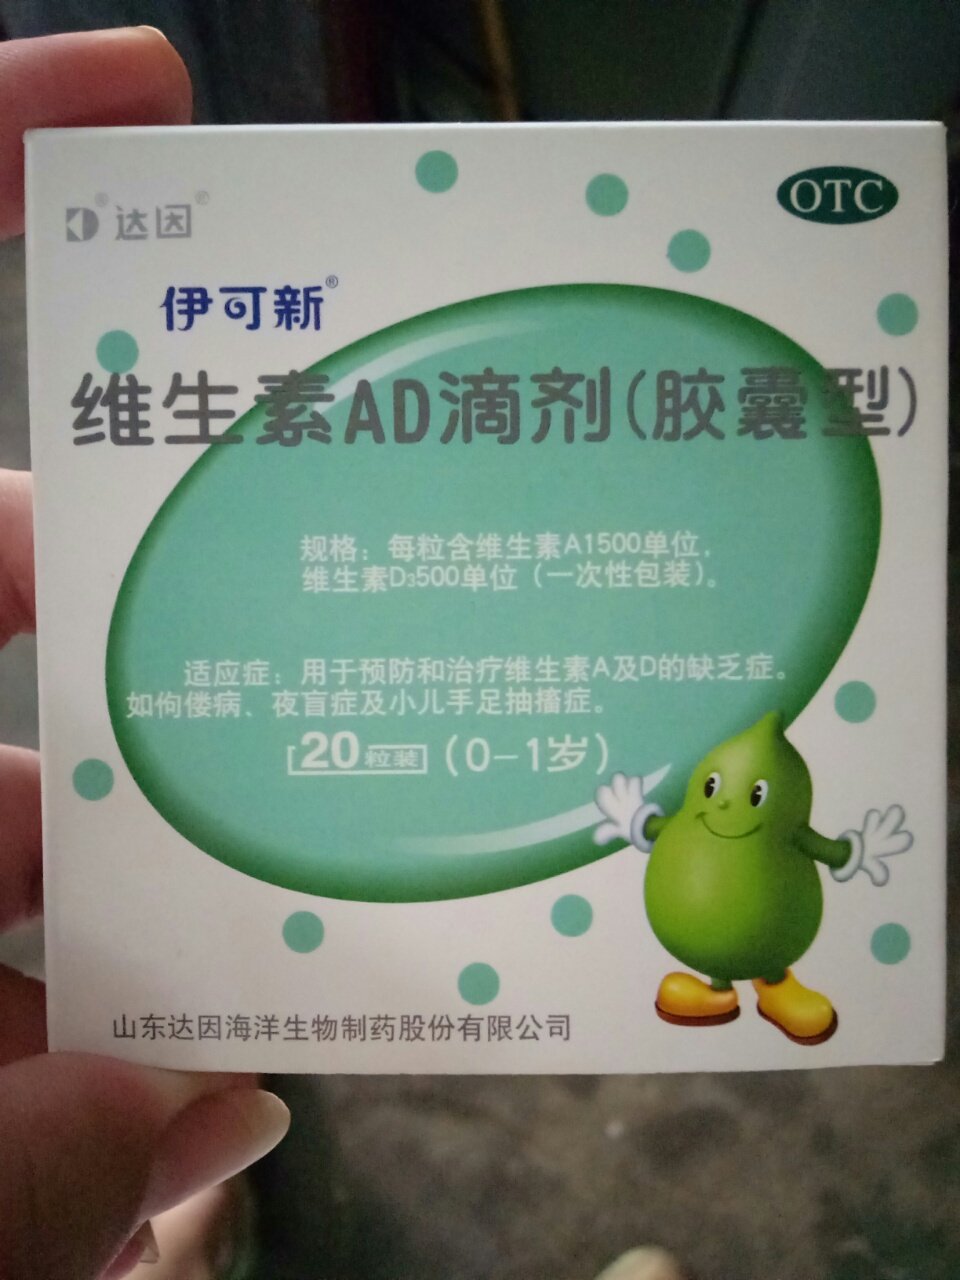 D® 达因®
OTC
伊可新®
维生素AD滴剂(胶囊型)
规格：每粒含维生素A1500单位，
维生素D3500单位（一次性包装）。
适应症：用于预防和治疗维生素A及D的缺乏症。
如佝偻病、夜盲症及小儿手足抽搐症。
20粒装（0-1岁）
山东达因海洋生物制药股份有限公司